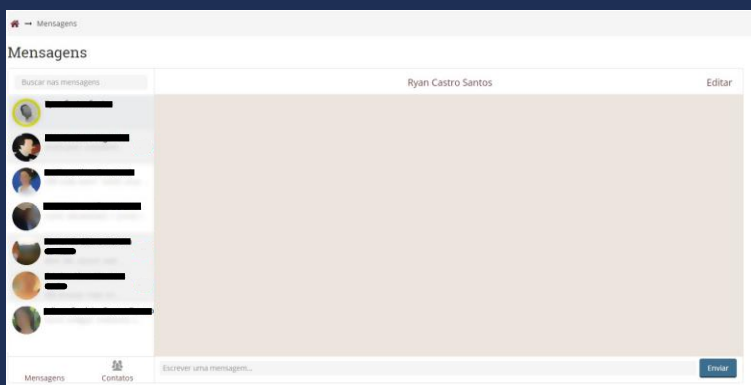 → Mensagens
Mensagens
Buscar nas mensagens
Ryan Castro Santos
Editar
Mensagens
Contatos
Escrever uma mensagem...
Enviar